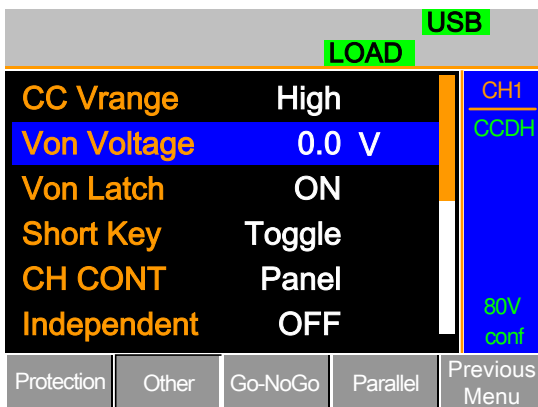 USB
LOAD
CC Vrange High
Von Voltage 0.0 V
Von Latch ON
Short Key Toggle
CH CONT Panel
Independent OFF
CH1
CCDH
80V
conf
Protection Other Go-NoGo Parallel Previous Menu